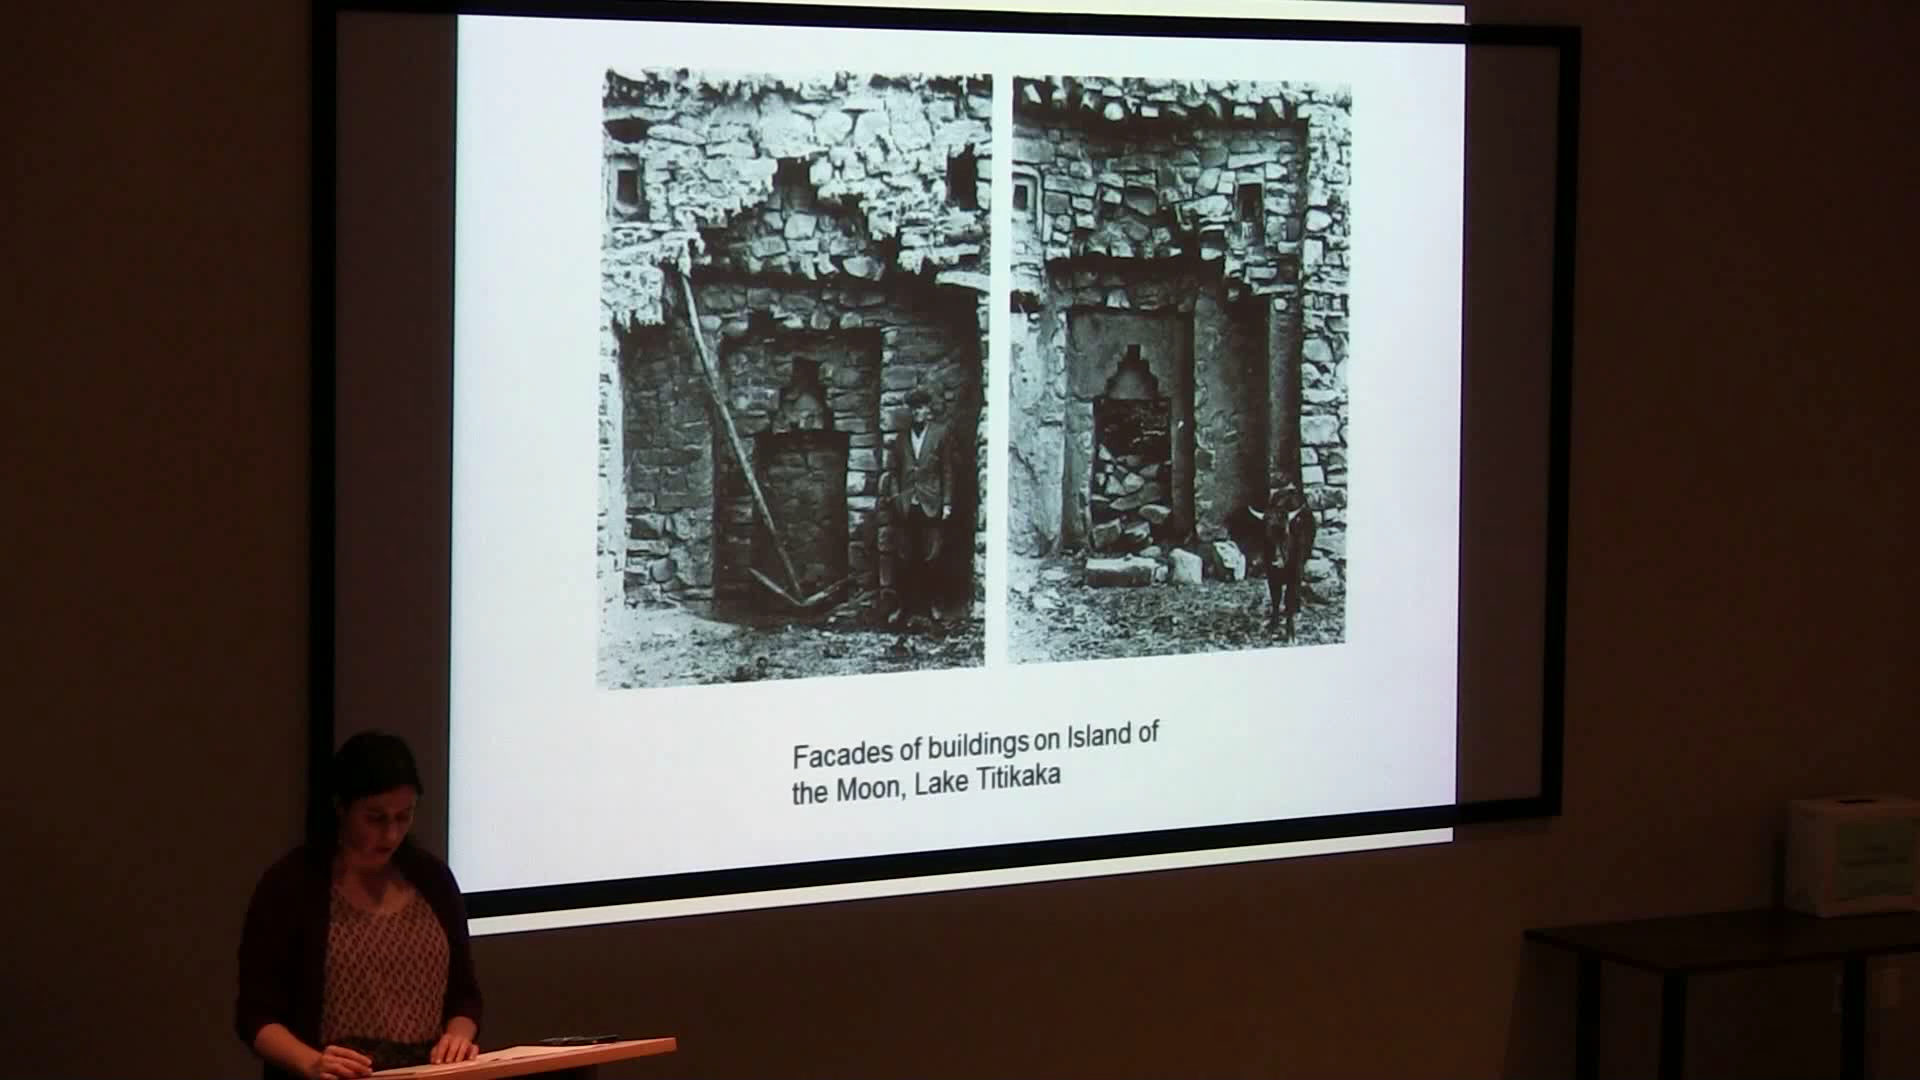 Facades of buildings on Island of
the Moon, Lake Titikaka